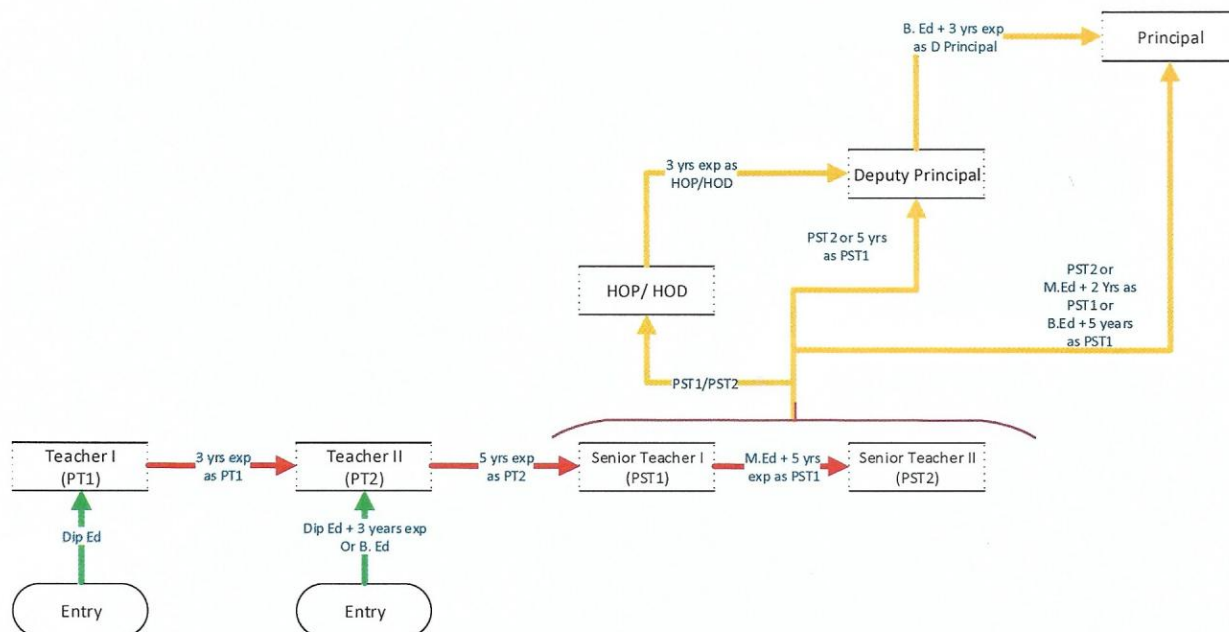 B. Ed + 3 yrs exp
as D Principal
Principal
3 yrs exp as
HOP/HOD
Deputy Principal
PST2 or 5 yrs
as PST1
HOP/ HOD
PST2 or
M.Ed + 2 Yrs as
PST1 or
B.Ed + 5 years
as PST1
PST1/PST2
Teacher I
(PT1)
3 yrs exp
as PT1
Teacher II
(PT2)
5 yrs exp
as PT2
Senior Teacher I
(PST1)
M.Ed + 5 yrs
exp as PST1
Senior Teacher II
(PST2)
Dip Ed
Dip Ed + 3 years exp
Or B. Ed
Entry
Entry